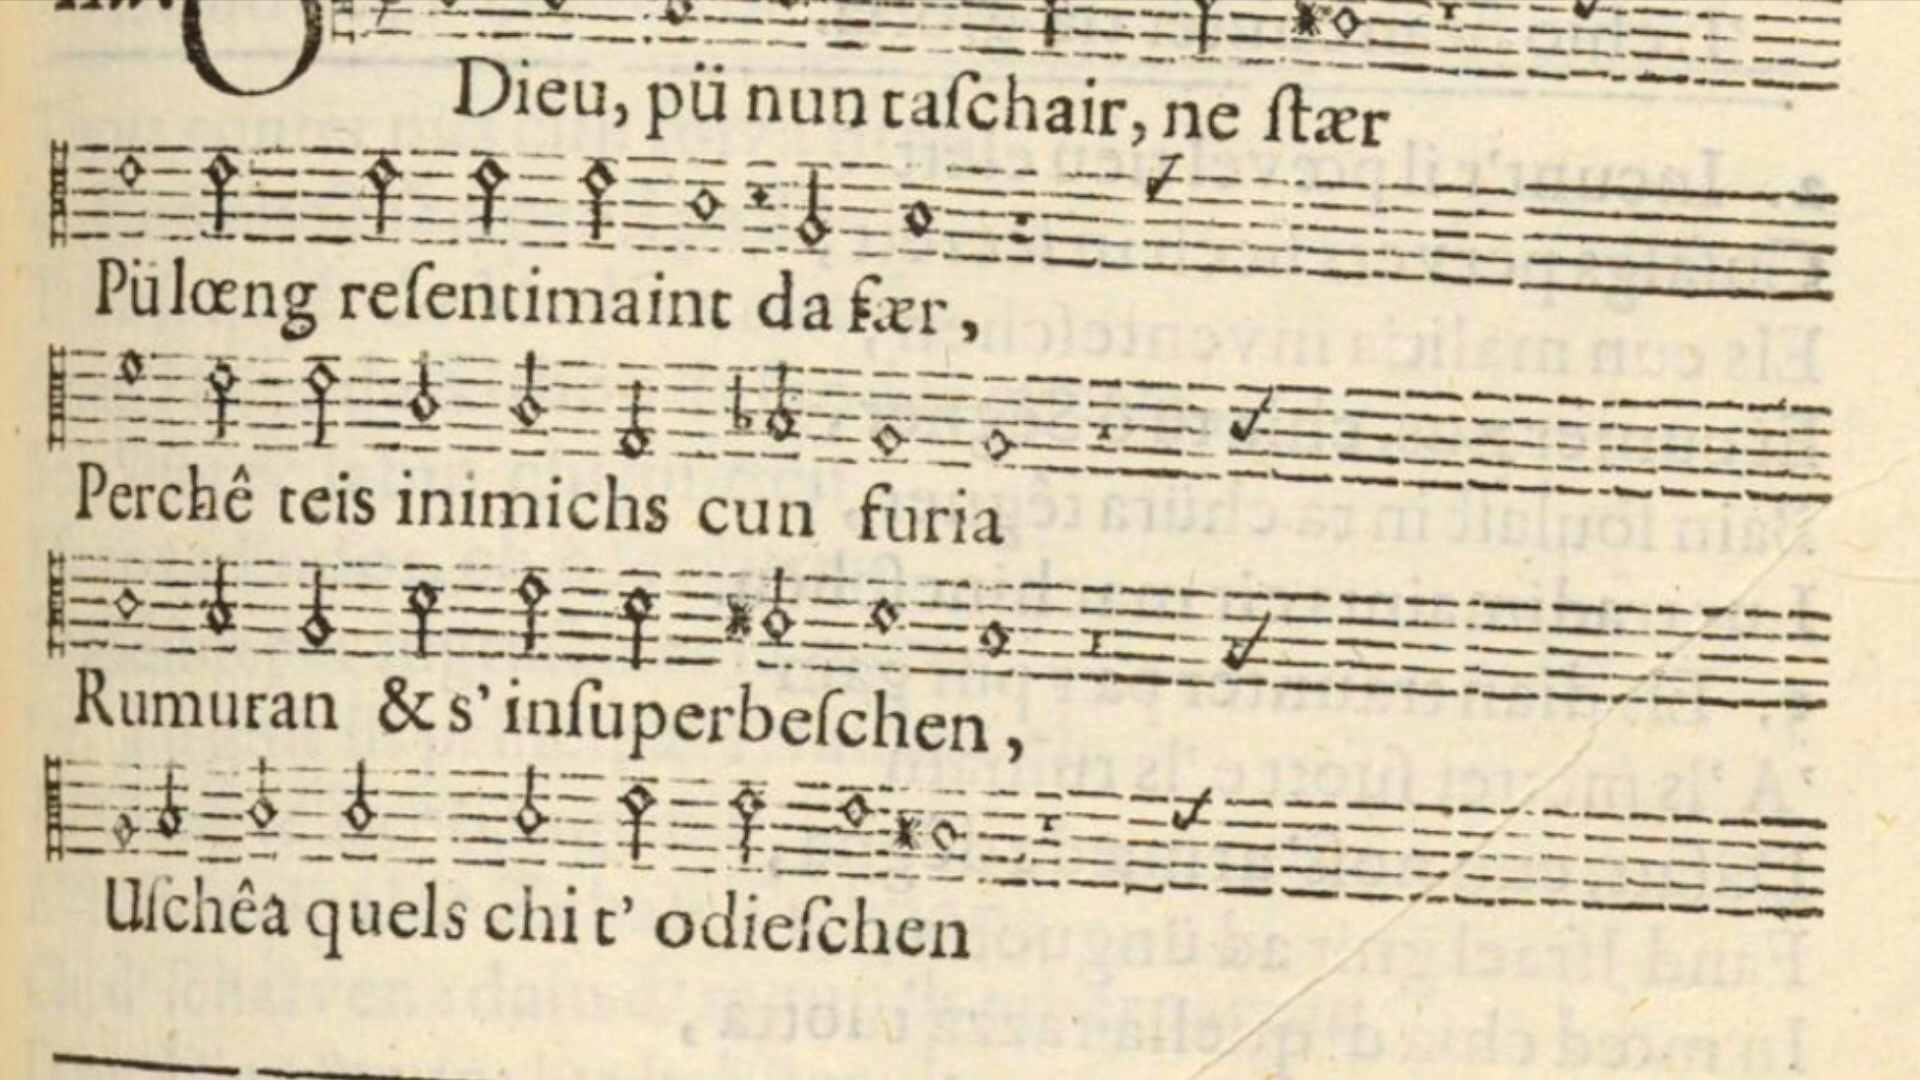 Dieu, pü nun taſchair, ne ſtær
Pü lœng reſentimaint da fær,
Perchê teis inimichs cun furia
Rumuran & s' inſuperbeſchen,
Uſchêa quels chi t' odieſchen